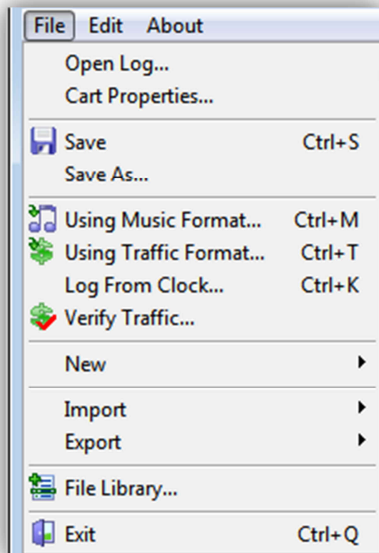 File Edit About
Open Log...
Cart Properties...
Save Ctrl+S
Save As...
Using Music Format... Ctrl+M
Using Traffic Format... Ctrl+T
Log From Clock... Ctrl+K
Verify Traffic...
New
Import
Export
File Library...
Exit Ctrl+Q